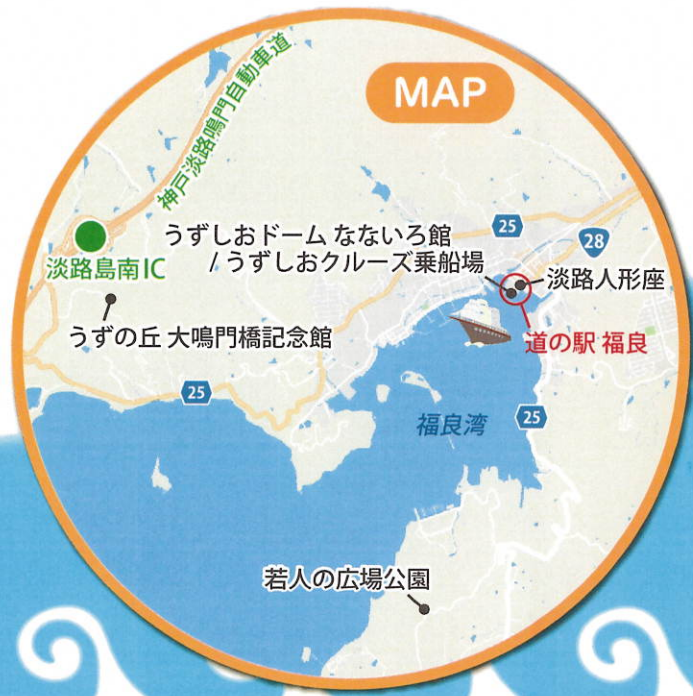 MAP
神戸淡路鳴門自動車道
淡路島南IC
うずの丘 大鳴門橋記念館
うずしおドーム なないろ館
/ うずしおクルーズ乗船場
25
28
淡路人形座
道の駅 福良
25
福良湾
25
若人の広場公園